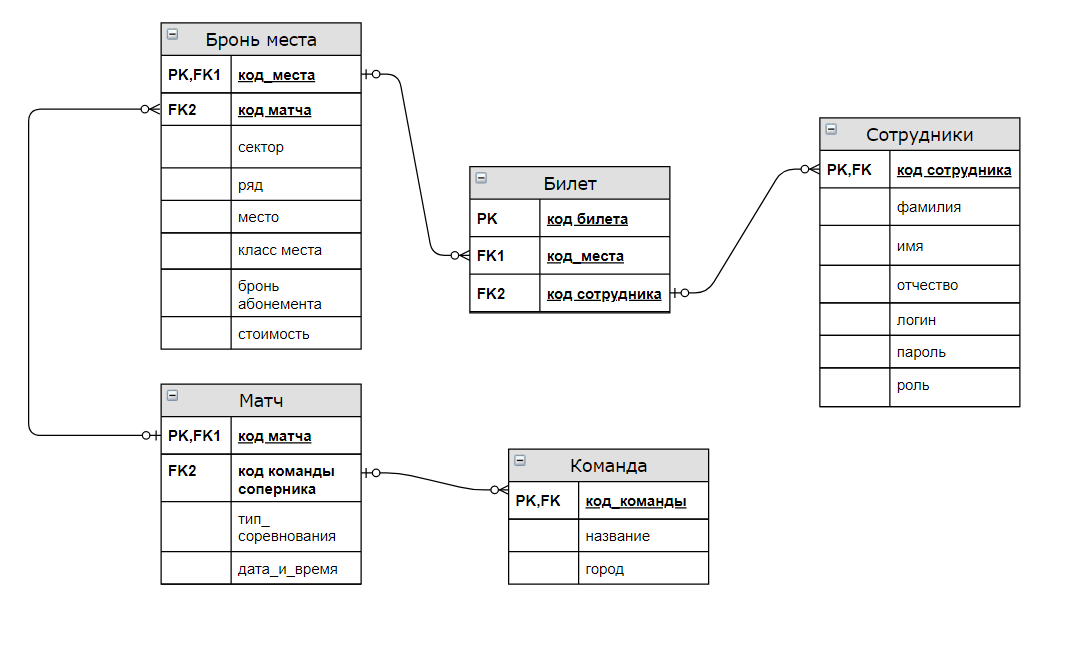 Бронь места
PK,FK1 код_места
FK2 код матча
сектор
ряд
место
класс места
бронь
абонемента
стоимость
Билет
PK код билета
FK1 код_места
FK2 код сотрудника
Сотрудники
PK,FK код сотрудника
фамилия
имя
отчество
логин
пароль
роль
Матч
PK,FK1 код матча
FK2 код команды
соперника
тип_
соревнования
дата_и_время
Команда
PK,FK код_команды
название
город